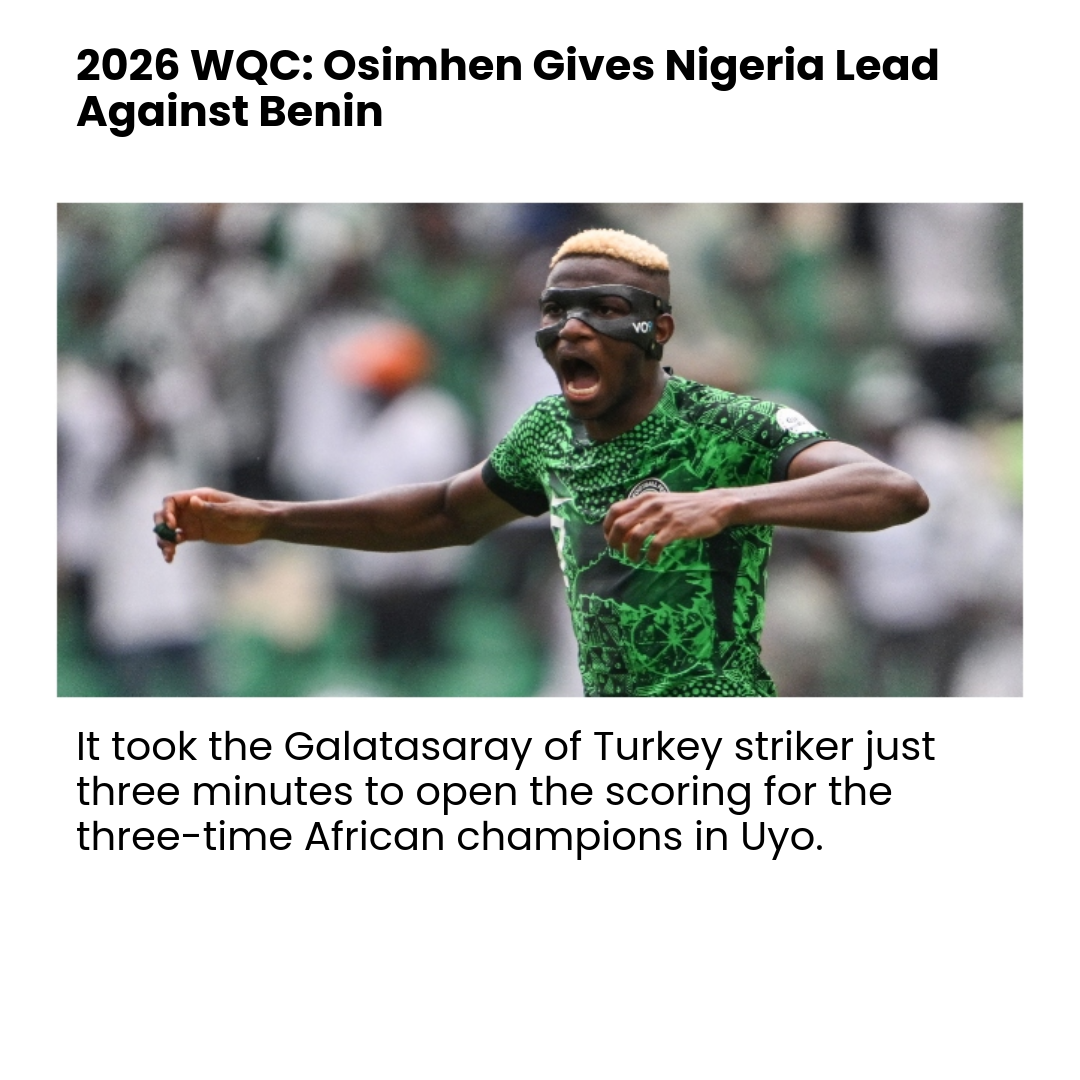 2026 WQC: Osimhen Gives Nigeria Lead
Against Benin
VO9
It took the Galatasaray of Turkey striker just
three minutes to open the scoring for the
three-time African champions in Uyo.